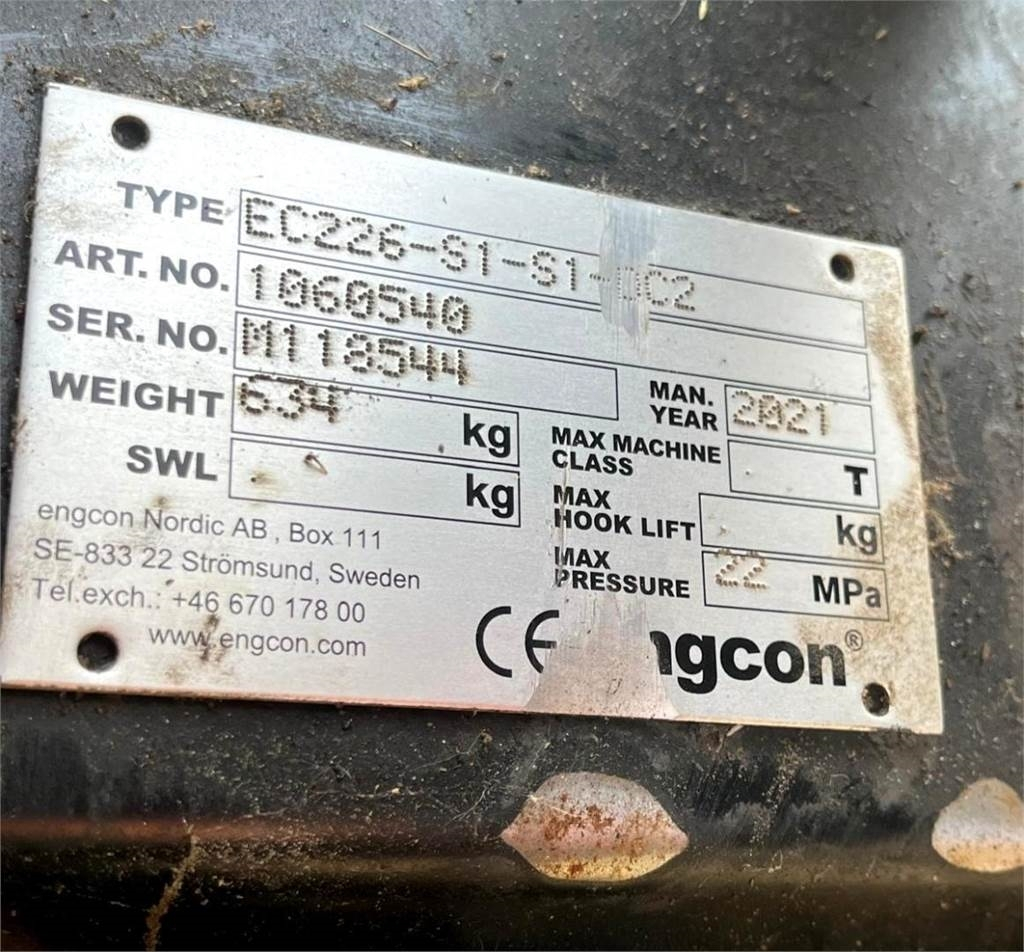 TYPE EC226-S1-S1-DC2
ART. NO. 1060540
SER. NO. M118544
WEIGHT 634 kg
SWL kg
MAN. YEAR 2021
MAX MACHINE CLASS T
MAX HOOK LIFT kg
MAX PRESSURE 22 MPa
engcon Nordic AB , Box 111
SE-833 22 Strömsund, Sweden
Tel.exch.: +46 670 178 00
www.engcon.com
CE
engcon®